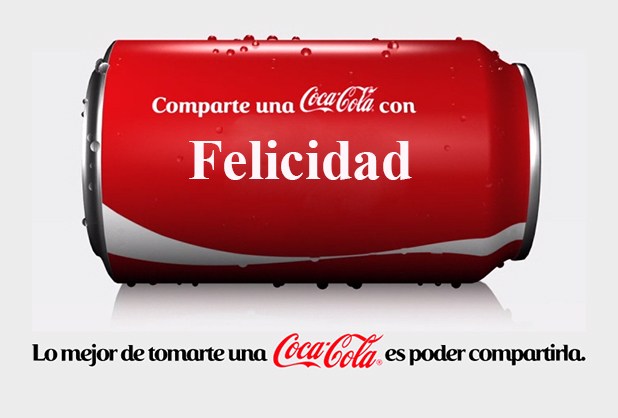 Comparte una Coca-Cola con
Felicidad
Lo mejor de tomarte una Coca-Cola es poder compartirla.